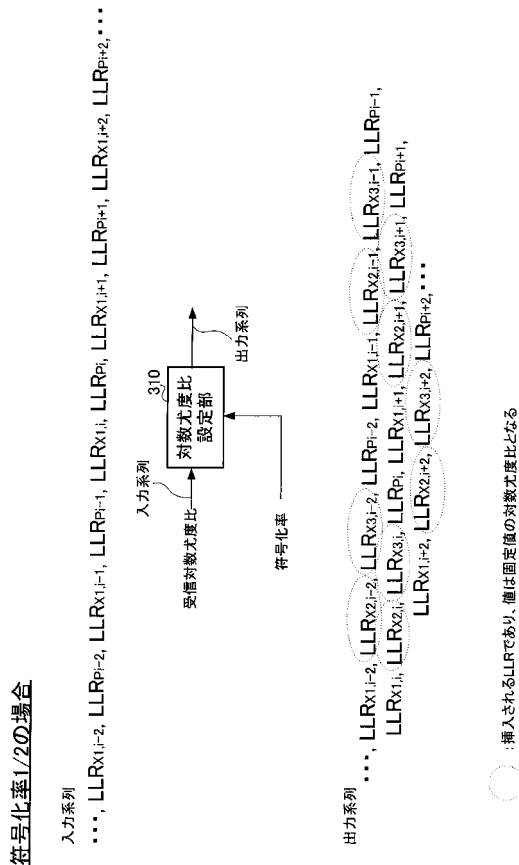 符号化率1/2の場合
入力系列
•••, LLRX1,i−2, LLRPi−2, LLRX1,i−1, LLRPi−1, LLRX1,i, LLRPi, LLRX1,i+1, LLRPi+1, LLRX1,i+2, LLRPi+2,•••
入力系列
受信対数尤度比
対数尤度比
設定部
310
出力系列
符号化率
出力系列
•••, LLRX1,i−2, LLRX2,i−2, LLRX3,i−2, LLRPi−2, LLRX1,i−1, LLRX2,i−1, LLRX3,i−1, LLRPi−1,
LLRX1,i, LLRX2,i, LLRX3,i, LLRPi, LLRX1,i+1, LLRX2,i+1, LLRX3,i+1, LLRPi+1,
LLRX1,i+2, LLRX2,i+2, LLRX3,i+2, LLRPi+2,•••
:挿入されるLLRであり、値は固定値の対数尤度比となる